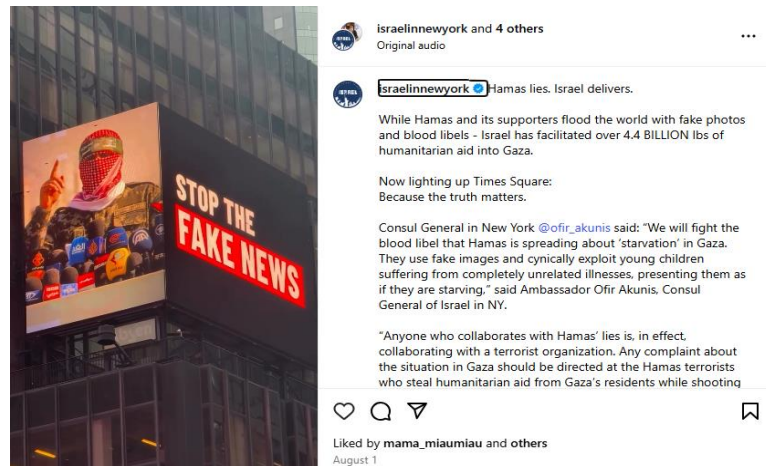 STOP THE
FAKE NEWS
israelinnewyork and 4 others
Original audio
israelinnewyork Hamas lies. Israel delivers.
While Hamas and its supporters flood the world with fake photos
and blood libels - Israel has facilitated over 4.4 BILLION lbs of
humanitarian aid into Gaza.
Now lighting up Times Square:
Because the truth matters.
Consul General in New York @ofir_akunis said: “We will fight the
blood libel that Hamas is spreading about ‘starvation’ in Gaza.
They use fake images and cynically exploit young children
suffering from completely unrelated illnesses, presenting them as
if they are starving,” said Ambassador Ofir Akunis, Consul
General of Israel in NY.
“Anyone who collaborates with Hamas’ lies is, in effect,
collaborating with a terrorist organization. Any complaint about
the situation in Gaza should be directed at the Hamas terrorists
who steal humanitarian aid from Gaza’s residents while shooting
Liked by mama_miaumiau and others
August 1